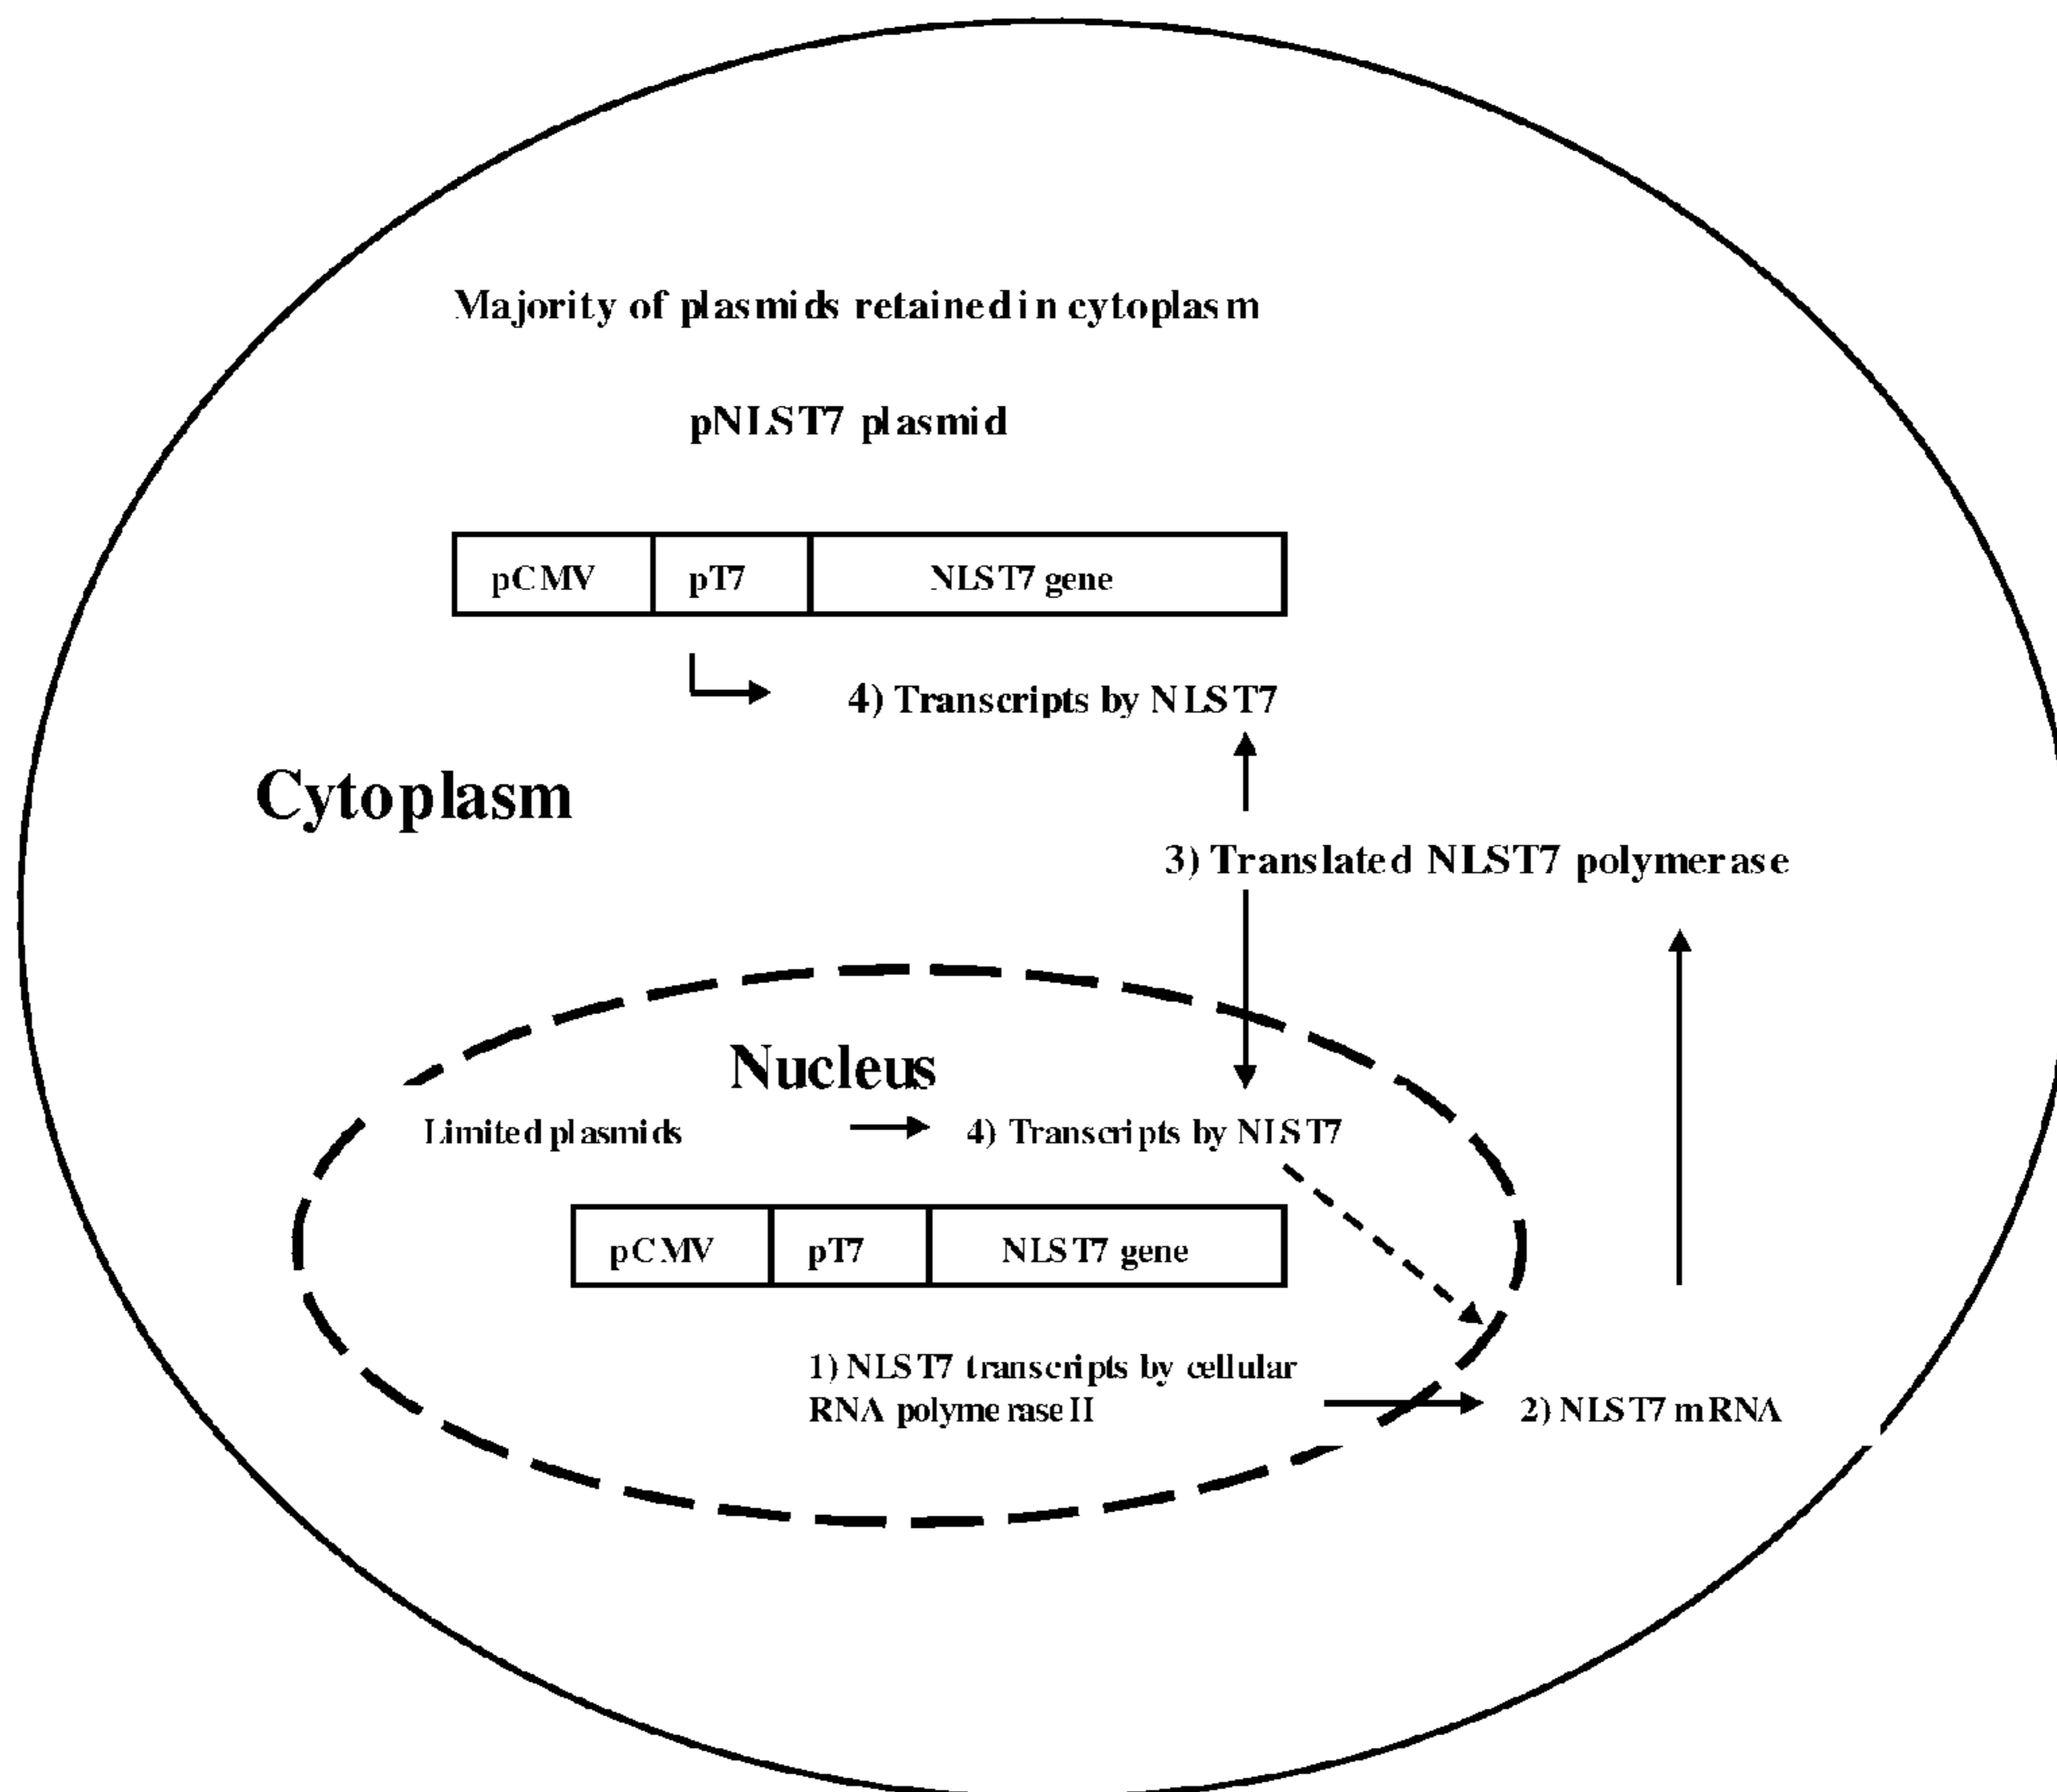 Majority of plasmids retained in cytoplasm
pNLST7 plasmid
pCMV pT7 NLST7 gene
4) Transcripts by NLST7
Cytoplasm
3) Translated NLST7 polymerase
Nucleus
Limited plasmids 4) Transcripts by NLST7
pCMV pT7 NLST7 gene
1) NLST7 transcripts by cellular
RNA polymerase II
2) NLST7 mRNA